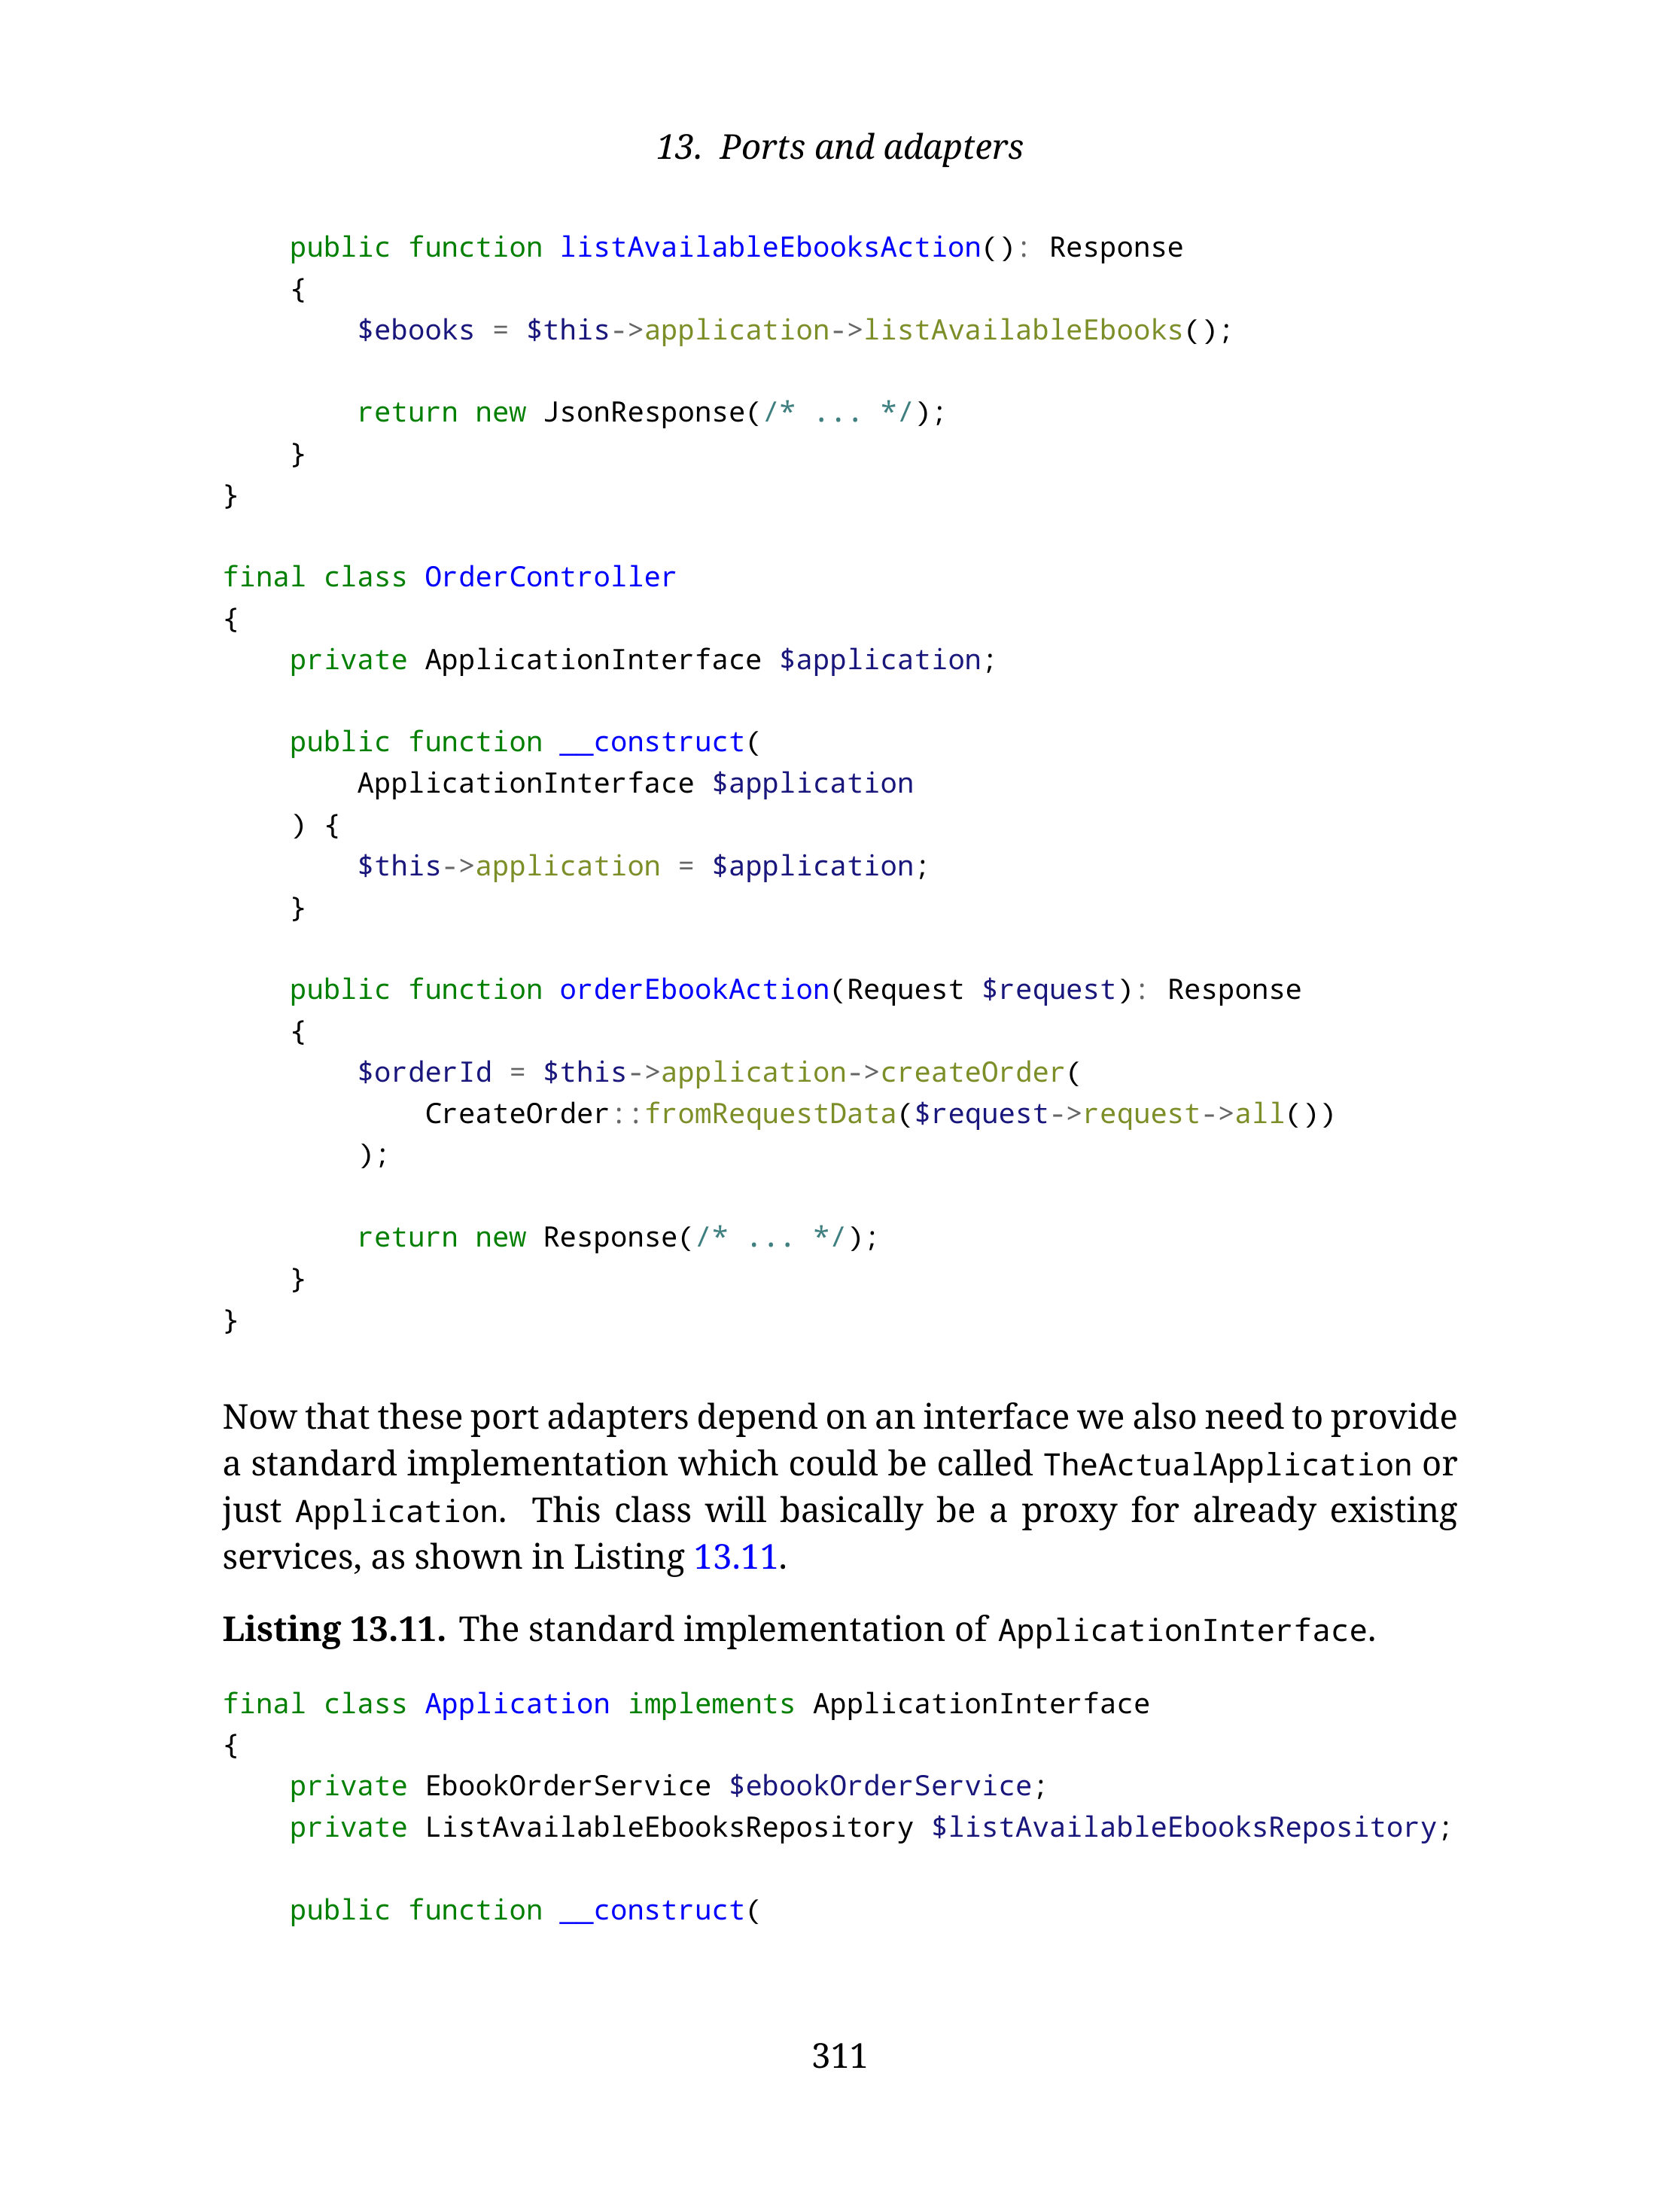 13. Ports and adapters
    public function listAvailableEbooksAction(): Response
    {
        $ebooks = $this->application->listAvailableEbooks();

        return new JsonResponse(/* ... */);
    }
}

final class OrderController
{
    private ApplicationInterface $application;

    public function __construct(
        ApplicationInterface $application
    ) {
        $this->application = $application;
    }

    public function orderEbookAction(Request $request): Response
    {
        $orderId = $this->application->createOrder(
            CreateOrder::fromRequestData($request->request->all())
        );

        return new Response(/* ... */);
    }
}

Now that these port adapters depend on an interface we also need to provide
a standard implementation which could be called TheActualApplication or
just Application. This class will basically be a proxy for already existing
services, as shown in Listing 13.11.
Listing 13.11. The standard implementation of ApplicationInterface.
final class Application implements ApplicationInterface
{
    private EbookOrderService $ebookOrderService;
    private ListAvailableEbooksRepository $listAvailableEbooksRepository;

    public function __construct(
311